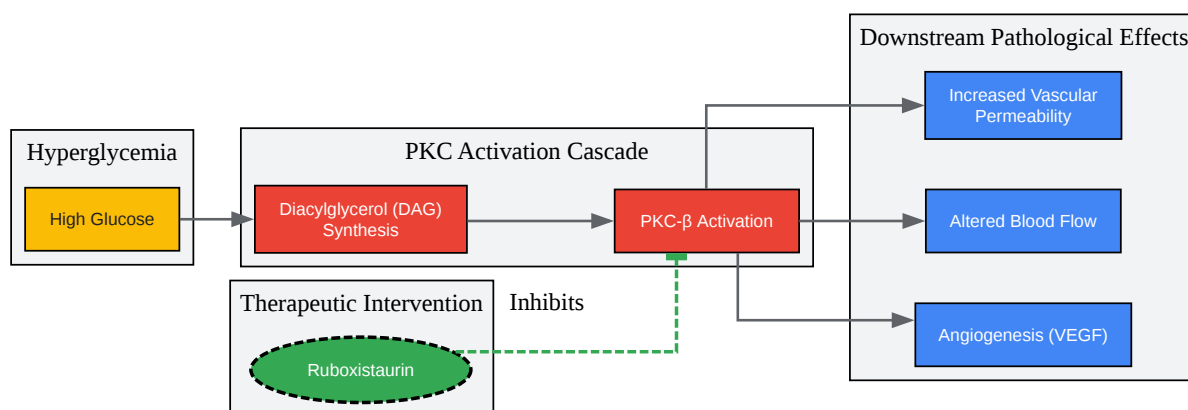 Hyperglycemia
High Glucose
PKC Activation Cascade
Diacylglycerol (DAG)
Synthesis
PKC-β Activation
Therapeutic Intervention
Ruboxistaurin
Inhibits
Downstream Pathological Effects
Increased Vascular
Permeability
Altered Blood Flow
Angiogenesis (VEGF)